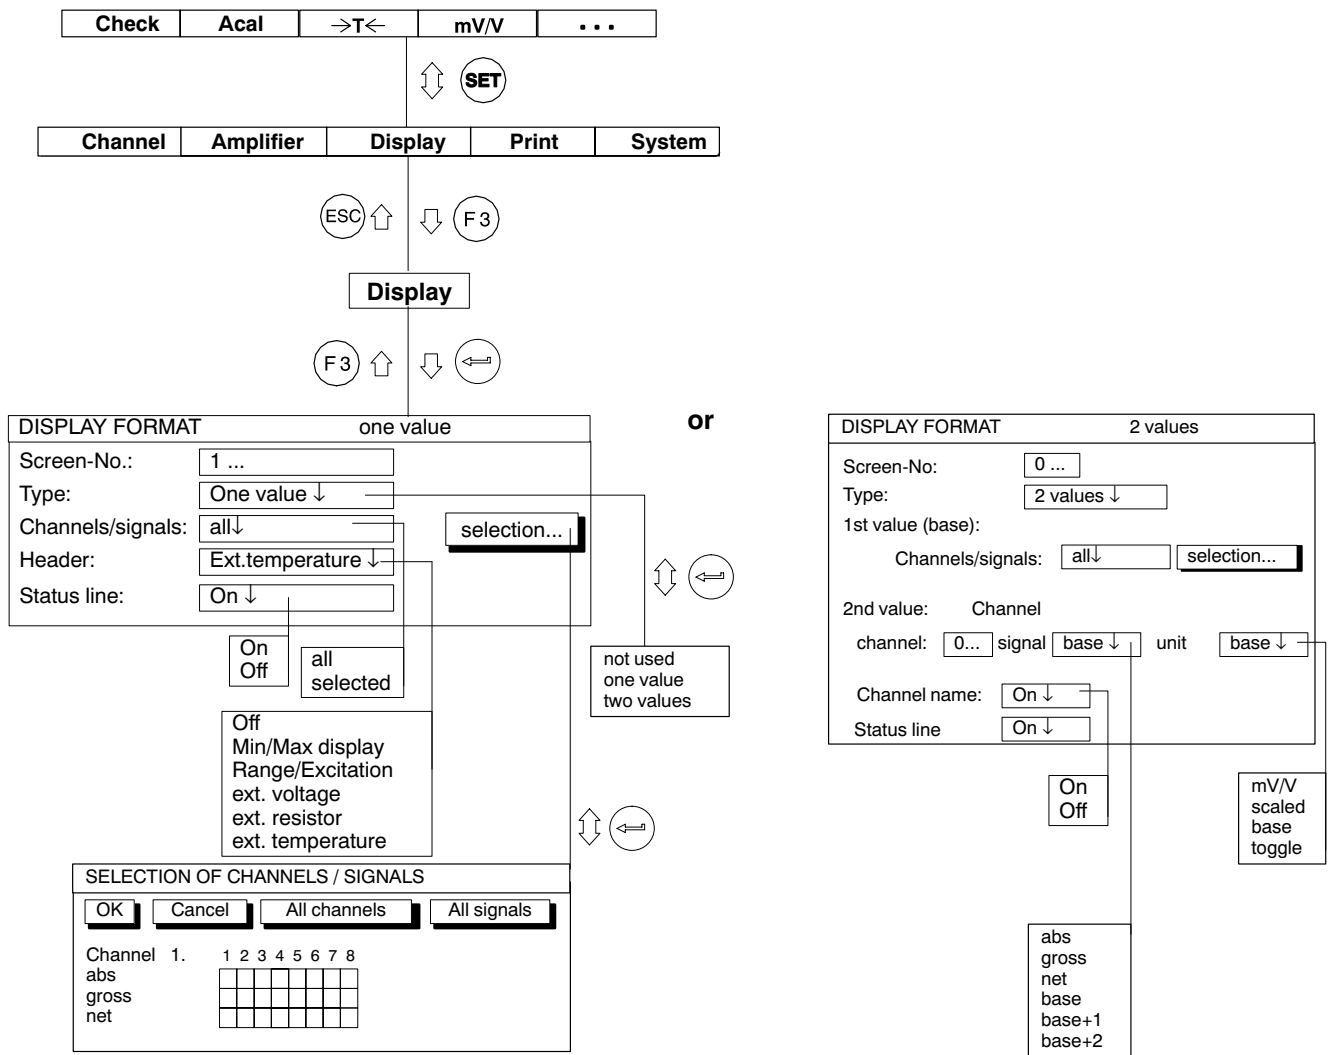 Check Acal →T← mV/V . . .
SET
Channel Amplifier Display Print System
ESC F3
Display
F3
DISPLAY FORMAT one value
Screen-No.: 1 ...
Type: One value ↓
Channels/signals: all↓ selection...
Header: Ext.temperature ↓
Status line: On ↓
On
Off
all
selected
not used
one value
two values
Off
Min/Max display
Range/Excitation
ext. voltage
ext. resistor
ext. temperature
SELECTION OF CHANNELS / SIGNALS
OK Cancel All channels All signals
Channel 1. 1 2 3 4 5 6 7 8
abs
gross
net
or
DISPLAY FORMAT 2 values
Screen-No: 0 ...
Type: 2 values ↓
1st value (base):
Channels/signals: all↓ selection...
2nd value: Channel
channel: 0... signal base ↓ unit base ↓
Channel name: On ↓
Status line On ↓
On
Off
mV/V
scaled
base
toggle
abs
gross
net
base
base+1
base+2